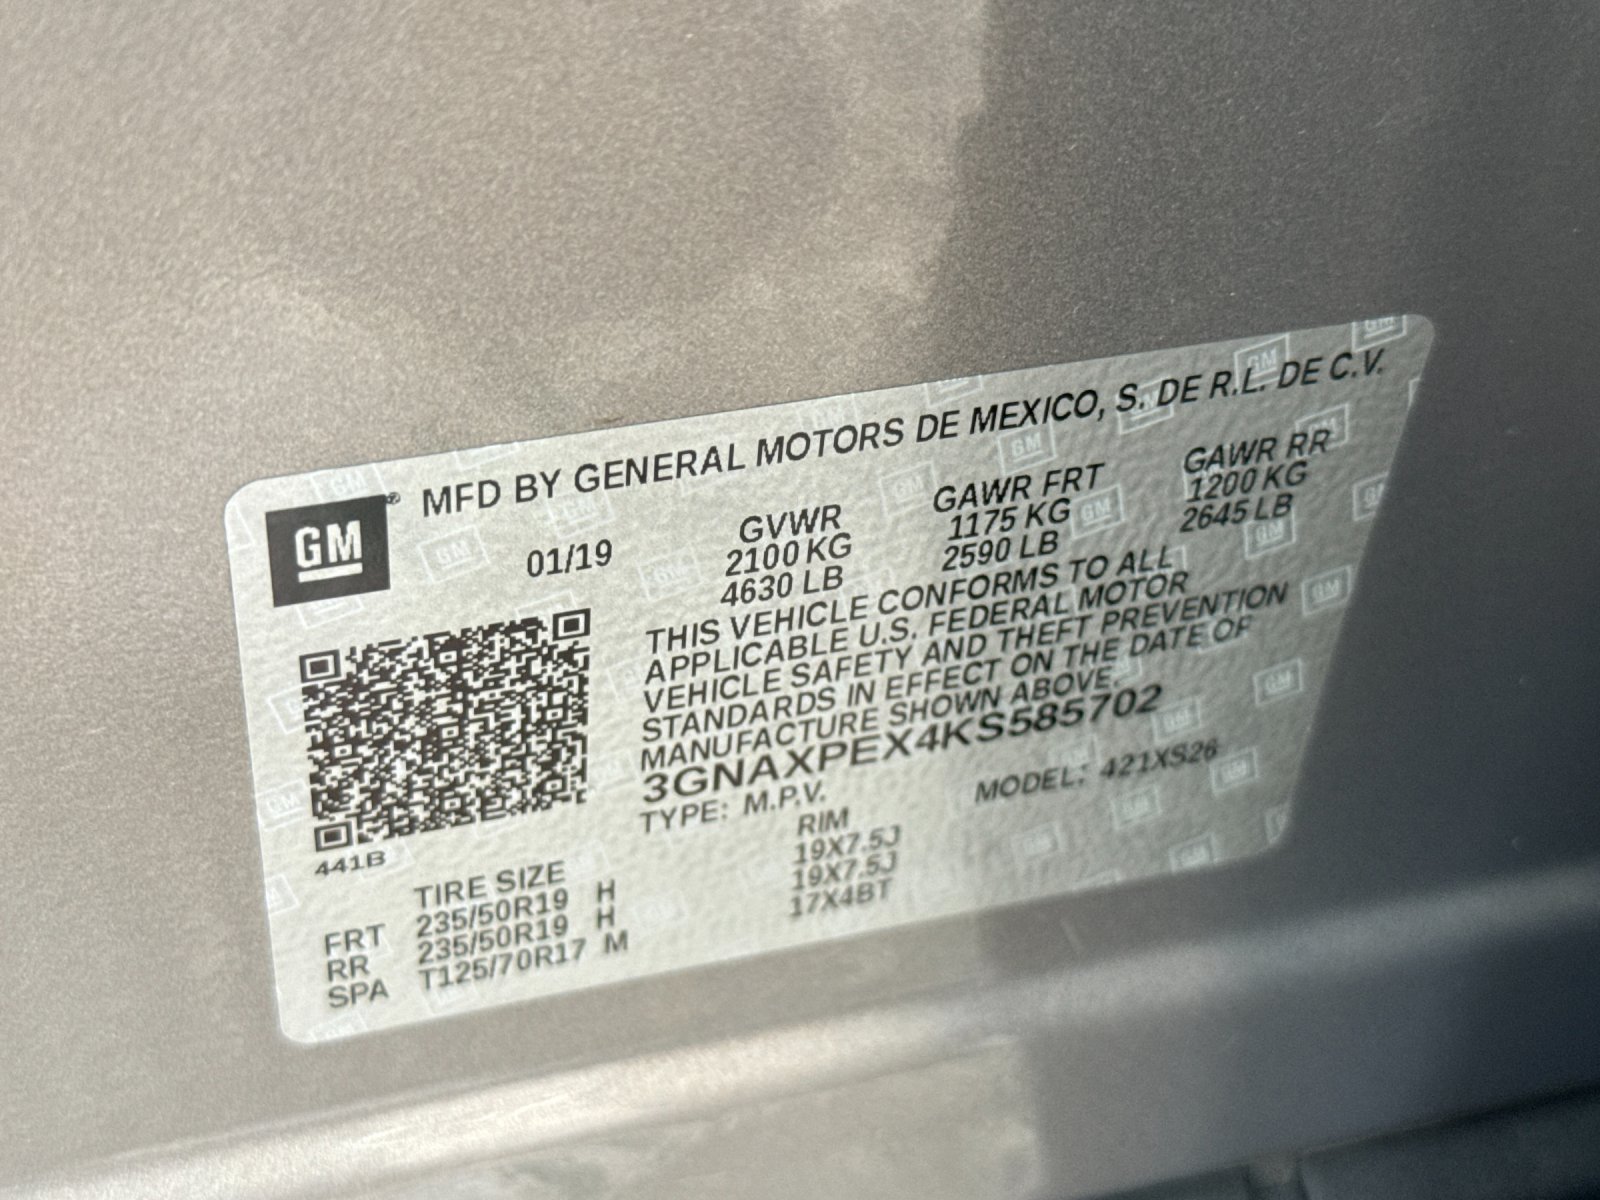 GM® MFD BY GENERAL MOTORS DE MEXICO, S. DE R.L. DE C.V.
01/19 GVWR GAWR FRT GAWR RR
2100 KG 1175 KG 1200 KG
4630 LB 2590 LB 2645 LB
THIS VEHICLE CONFORMS TO ALL
APPLICABLE U.S. FEDERAL MOTOR
VEHICLE SAFETY AND THEFT PREVENTION
STANDARDS IN EFFECT ON THE DATE OF
MANUFACTURE SHOWN ABOVE.
3GNAXPEX4KS585702
TYPE: M.P.V. MODEL: 421XS26
441B
TIRE SIZE RIM
FRT 235/50R19 H 19X7.5J
RR 235/50R19 H 19X7.5J
SPA T125/70R17 M 17X4BT